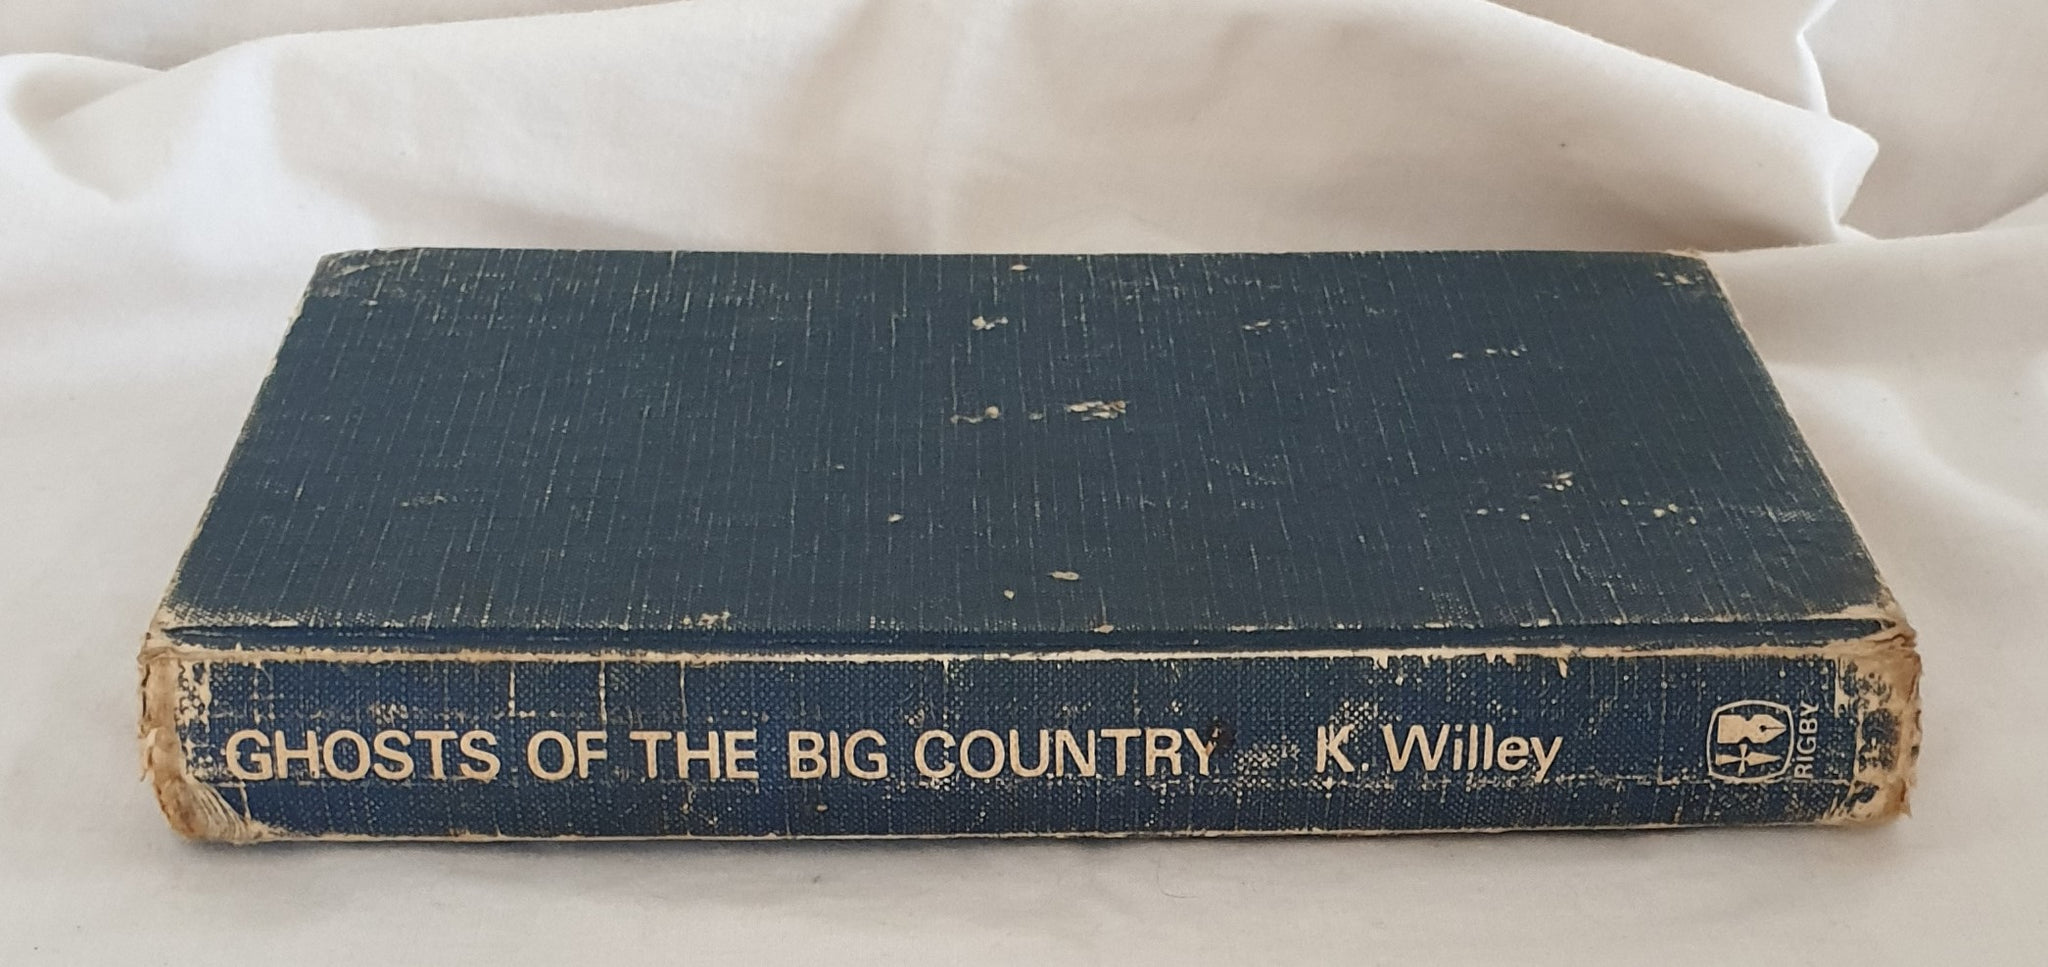 GHOSTS OF THE BIG COUNTRY K. Willey
RIGBY